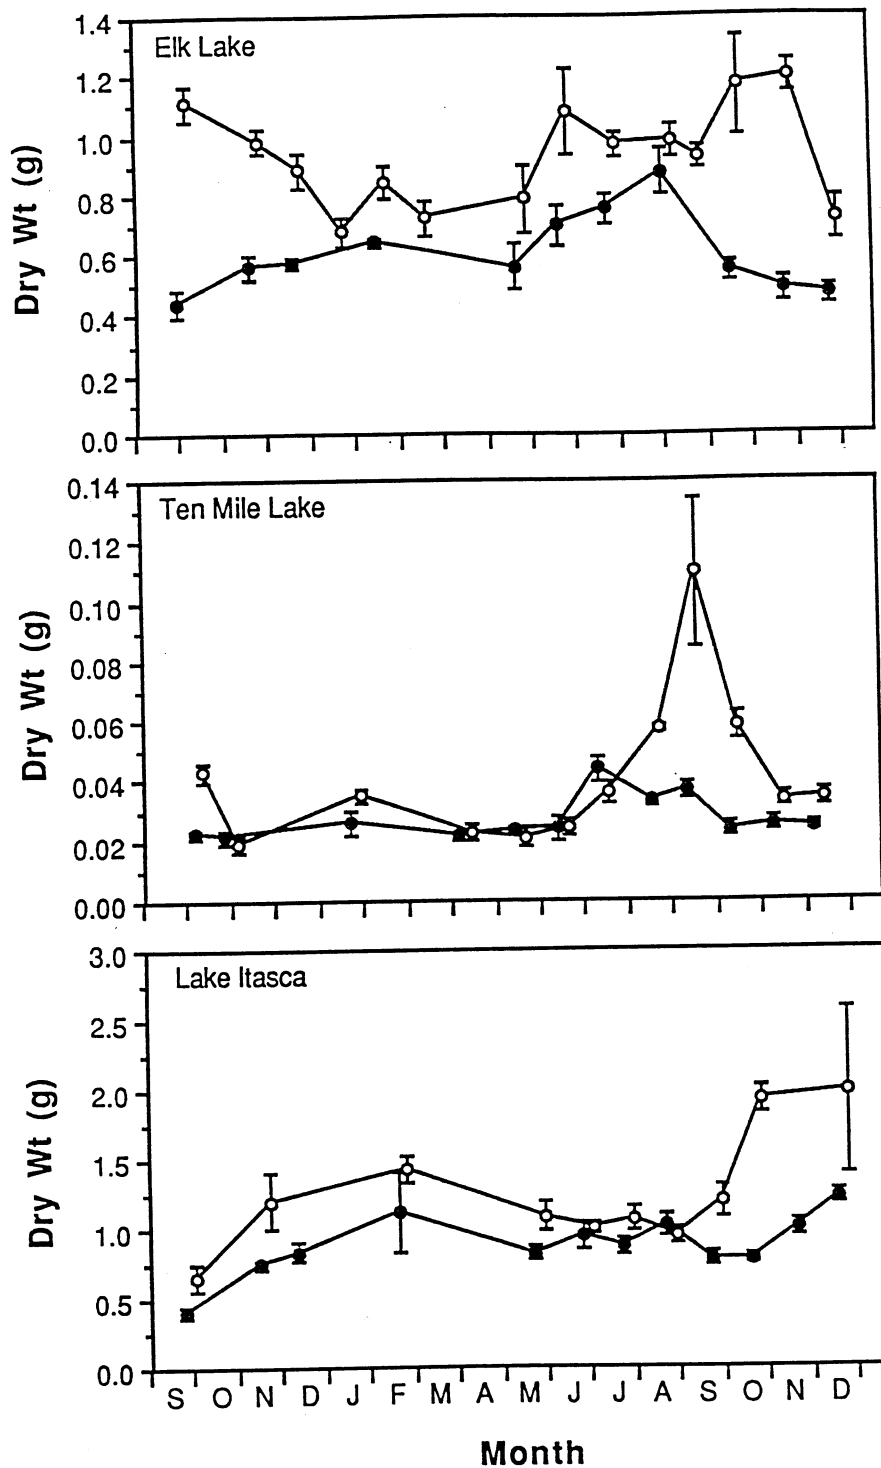 Elk Lake
Dry Wt (g)
1.4
1.2
1.0
0.8
0.6
0.4
0.2
0.0
Ten Mile Lake
Dry Wt (g)
0.14
0.12
0.10
0.08
0.06
0.04
0.02
0.00
Lake Itasca
Dry Wt (g)
3.0
2.5
2.0
1.5
1.0
0.5
0.0
S O N D J F M A M J J A S O N D
Month